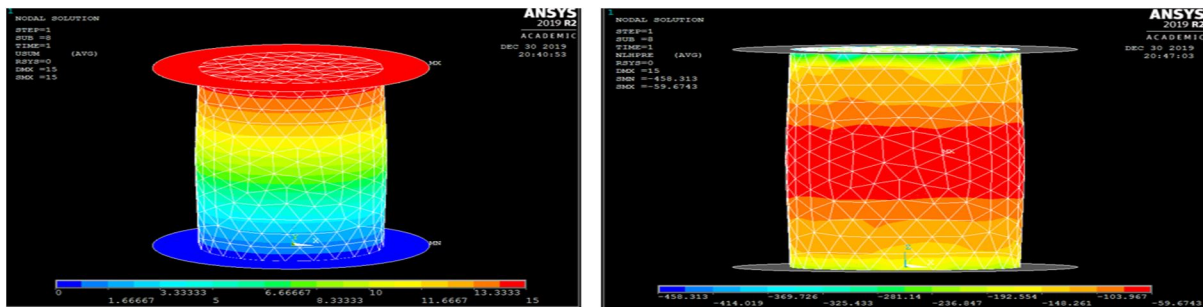 1
NODAL SOLUTION
STEP=1
SUB =8
TIME=1
USUM (AVG)
RSYS=0
DMX =15
SMX =15
ANSYS
2019 R2
ACADEMIC
DEC 30 2019
20:40:53
MX
MN
Z X
0 3.33333 6.66667 10 13.3333
1.66667 5 8.33333 11.6667 15
1
NODAL SOLUTION
STEP=1
SUB =8
TIME=1
NLHPRE (AVG)
RSYS=0
DMX =15
SMN =-458.313
SMX =-59.6743
ANSYS
2019 R2
ACADEMIC
DEC 30 2019
20:47:03
MX
Z
X
-458.313 -369.726 -281.14 -192.554 -103.967
-414.019 -325.433 -236.847 -148.261 -59.6743